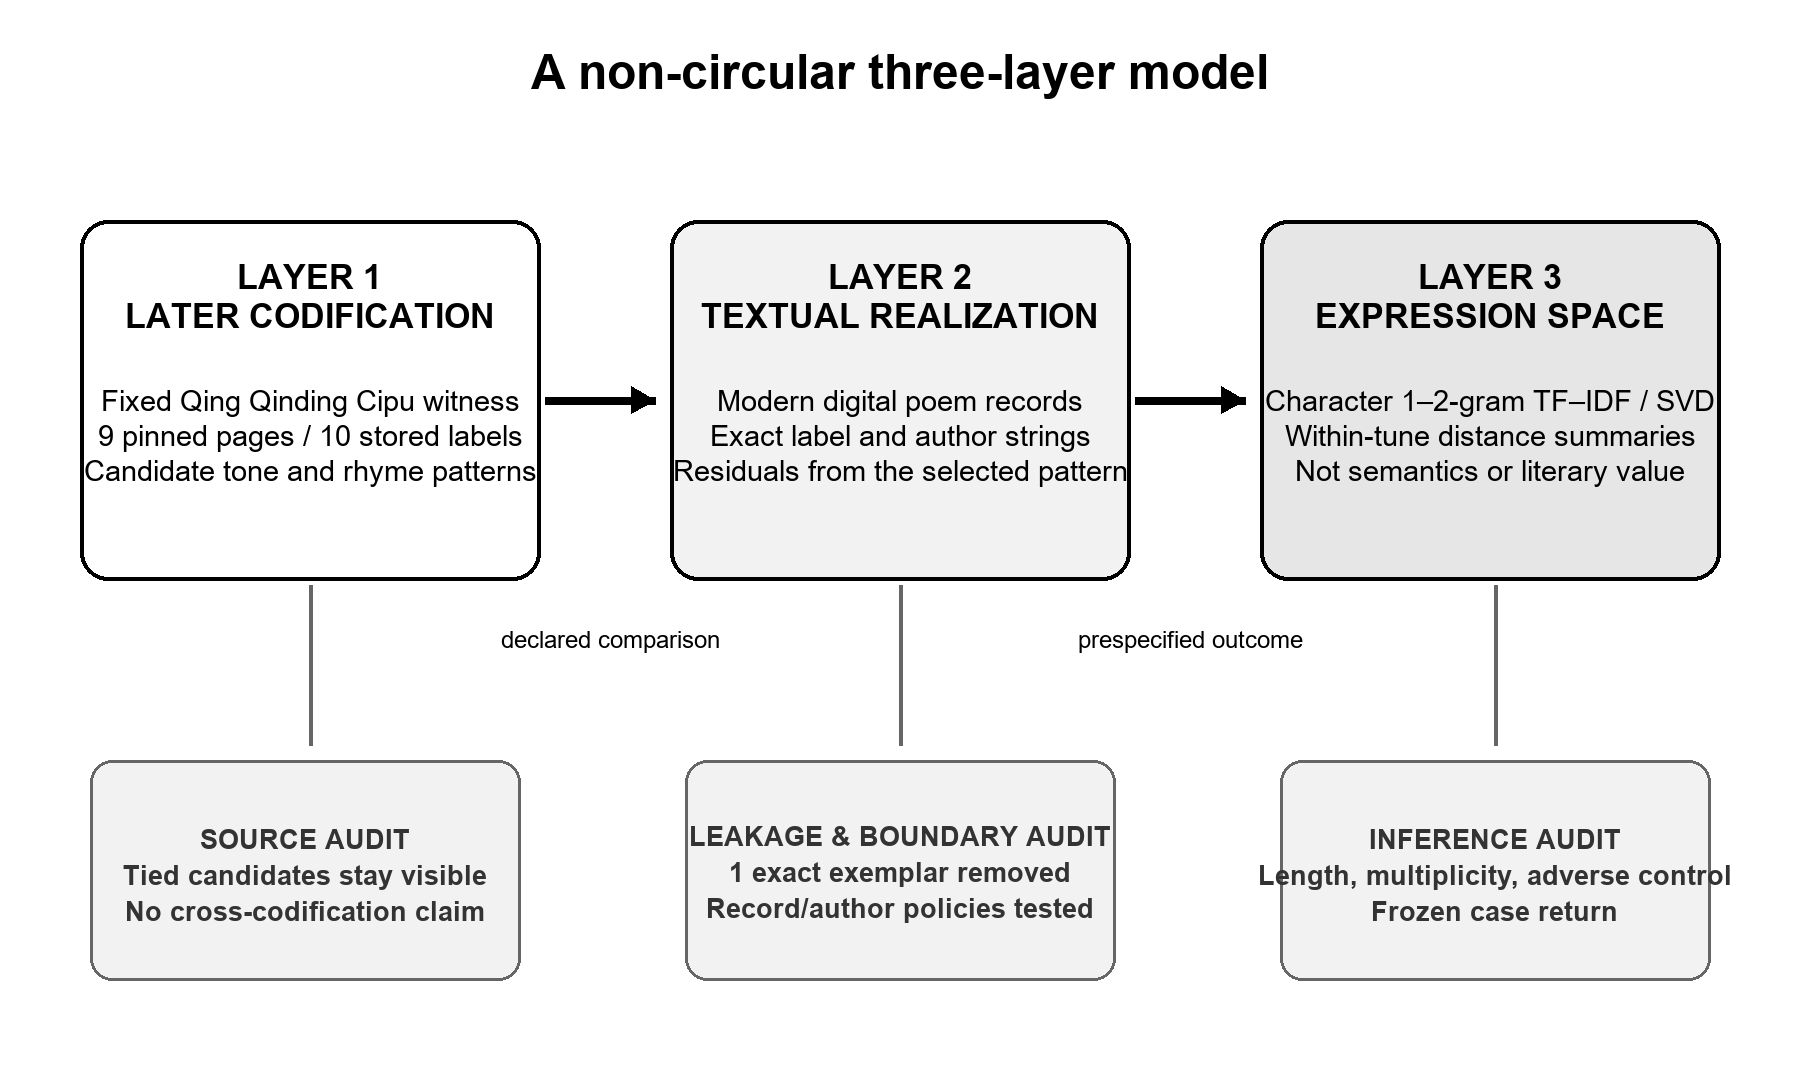 A non-circular three-layer model
LAYER 1
LATER CODIFICATION
Fixed Qing Qinding Cipu witness
9 pinned pages / 10 stored labels
Candidate tone and rhyme patterns
LAYER 2
TEXTUAL REALIZATION
Modern digital poem records
Exact label and author strings
Residuals from the selected pattern
LAYER 3
EXPRESSION SPACE
Character 1–2-gram TF–IDF / SVD
Within-tune distance summaries
Not semantics or literary value
declared comparison
prespecified outcome
SOURCE AUDIT
Tied candidates stay visible
No cross-codification claim
LEAKAGE & BOUNDARY AUDIT
1 exact exemplar removed
Record/author policies tested
INFERENCE AUDIT
Length, multiplicity, adverse control
Frozen case return